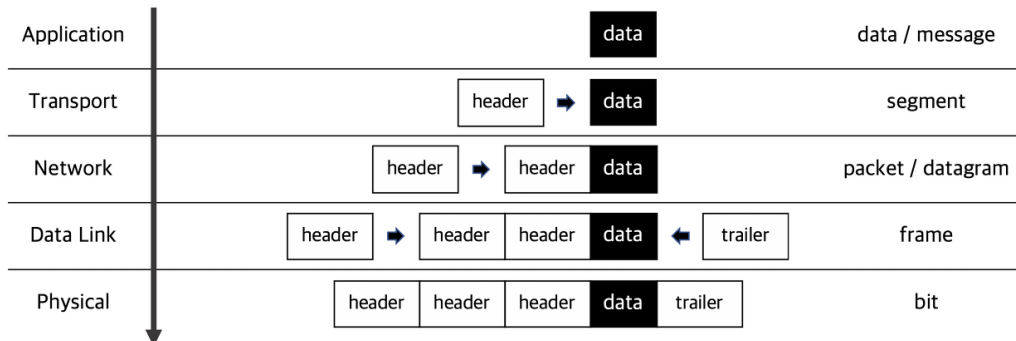 Application data data / message
Transport header data segment
Network header header data packet / datagram
Data Link header header header data trailer frame
Physical header header header data trailer bit